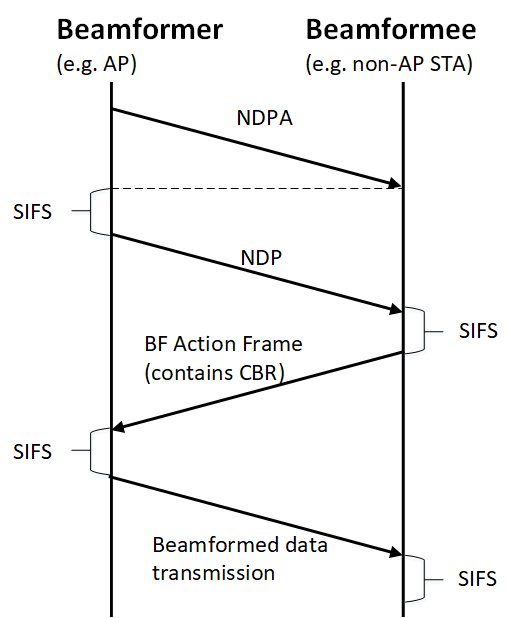 Beamformer
(e.g. AP)
Beamformee
(e.g. non-AP STA)
NDPA
SIFS
NDP
SIFS
BF Action Frame
(contains CBR)
SIFS
Beamformed data
transmission
SIFS